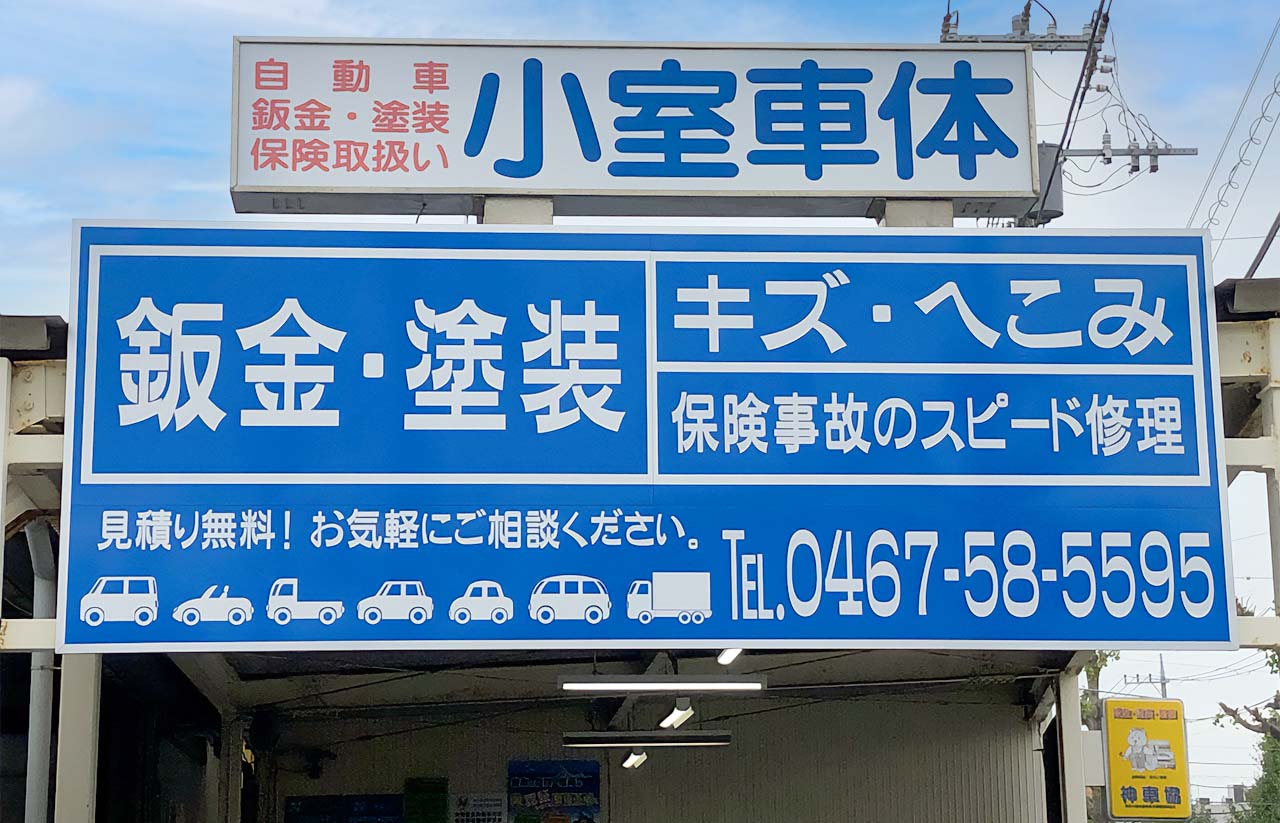 自動車
鈑金・塗装
保険取扱い
小室車体
鈑金・塗装
キズ・へこみ
保険事故のスピード修理
見積り無料！お気軽にご相談ください。
TEL.0467-58-5595
神車協